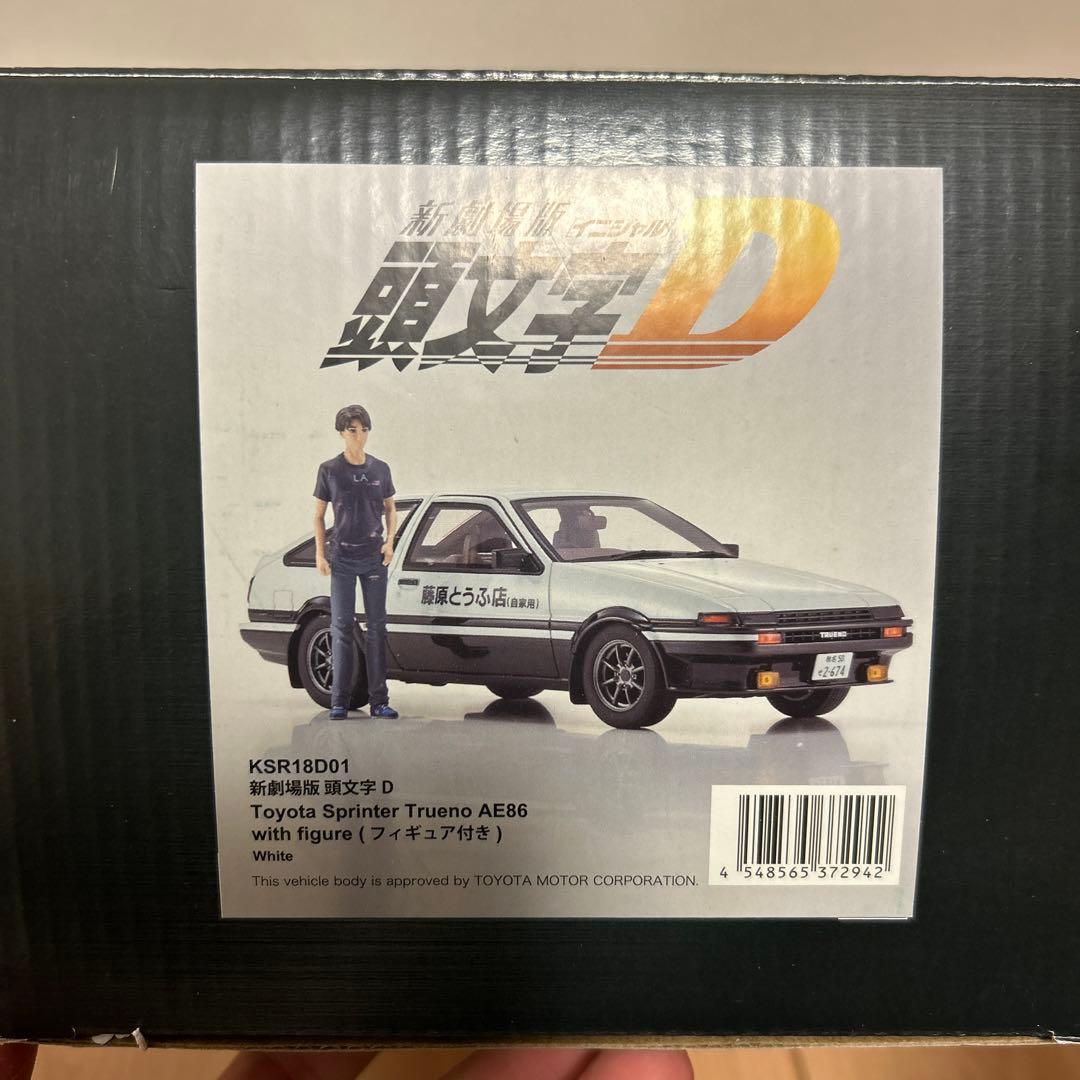 新劇場版 イニシャル
頭文字D
LA
藤原とうふ店(自家用)
TRUENO
2-674
KSR18D01
新劇場版 頭文字 D
Toyota Sprinter Trueno AE86
with figure ( フィギュア付き )
White
This vehicle body is approved by TOYOTA MOTOR CORPORATION.
4 548565 372942